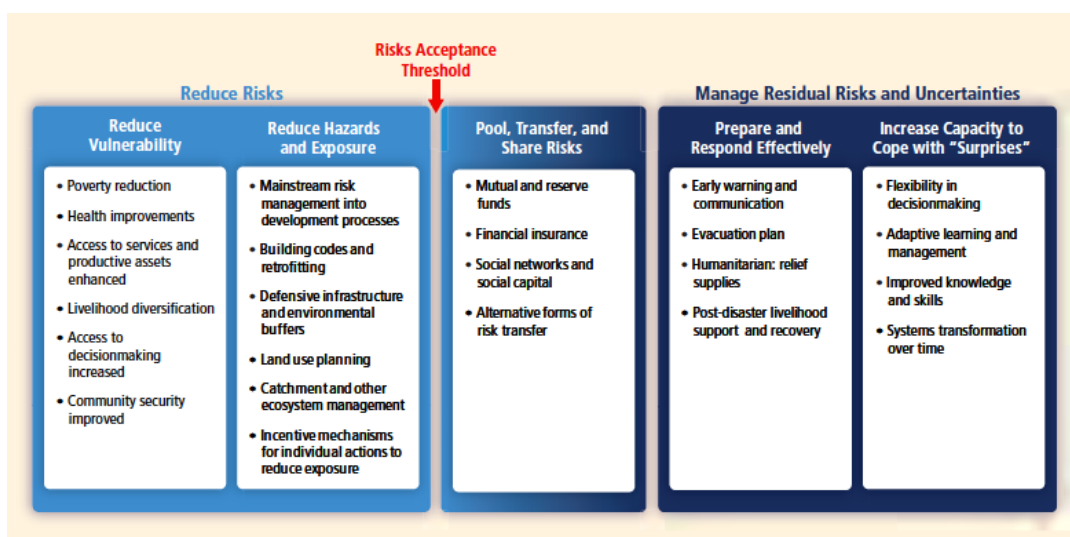 Risks Acceptance
Threshold
Reduce Risks
Manage Residual Risks and Uncertainties
Reduce
Vulnerability
• Poverty reduction
• Health improvements
• Access to services and
productive assets
enhanced
• Livelihood diversification
• Access to
decisionmaking
increased
• Community security
improved
Reduce Hazards
and Exposure
• Mainstream risk
management into
development processes
• Building codes and
retrofitting
• Defensive infrastructure
and environmental
buffers
• Land use planning
• Catchment and other
ecosystem management
• Incentive mechanisms
for individual actions to
reduce exposure
Pool, Transfer, and
Share Risks
• Mutual and reserve
funds
• Financial insurance
• Social networks and
social capital
• Alternative forms of
risk transfer
Prepare and
Respond Effectively
• Early warning and
communication
• Evacuation plan
• Humanitarian: relief
supplies
• Post-disaster livelihood
support and recovery
Increase Capacity to
Cope with “Surprises”
• Flexibility in
decisionmaking
• Adaptive learning and
management
• Improved knowledge
and skills
• Systems transformation
over time